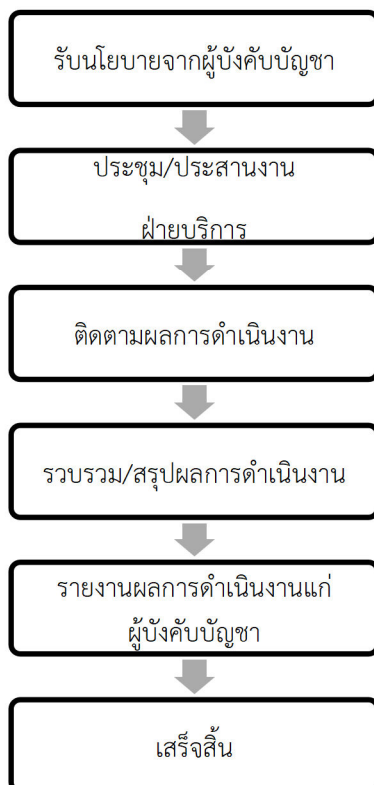 รับนโยบายจากผู้บังคับบัญชา
ประชุม/ประสานงาน
ฝ่ายบริการ
ติดตามผลการดำเนินงาน
รวบรวม/สรุปผลการดำเนินงาน
รายงานผลการดำเนินงานแก่
ผู้บังคับบัญชา
เสร็จสิ้น